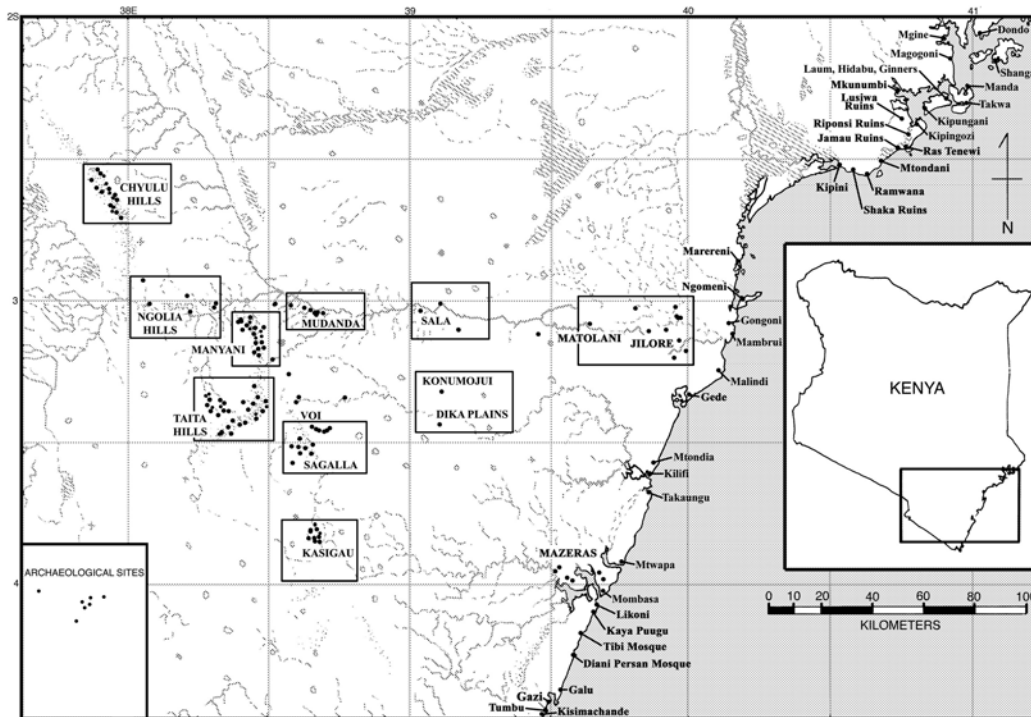 38E
39
40
41
2S
Mgine
Dondo
Magogoni
Shanga
Laum, Hidabu, Ginners
Mkunumbi
Manda
Lusiwa
Ruins
Takwa
Kipungani
Riponsi Ruins
Kipingozi
Jamau Ruins
Ras Tenewi
Mtondani
Kipini
Ramwana
Shaka Ruins
N
CHYULU
HILLS
Marereni
Ngomeni
3
NGOLIA
HILLS
TSAVO
MUDANDA
SALA
MATOLANI
JILORE
Gongoni
MANYANI
Mambrui
Malindi
KONUMOJUI
Gede
DIKA PLAINS
TAITA
HILLS
VOI
SAGALLA
Mtondia
Kilifi
Takaungu
KENYA
KASIGAU
MAZERAS
Mtwapa
4
Mombasa
Likoni
Kaya Puugu
Tibi Mosque
Diani Persan Mosque
Galu
Gazi
Tumbu
Kisimachande
ARCHAEOLOGICAL SITES
0 10 20 40 60 80 100
KILOMETERS